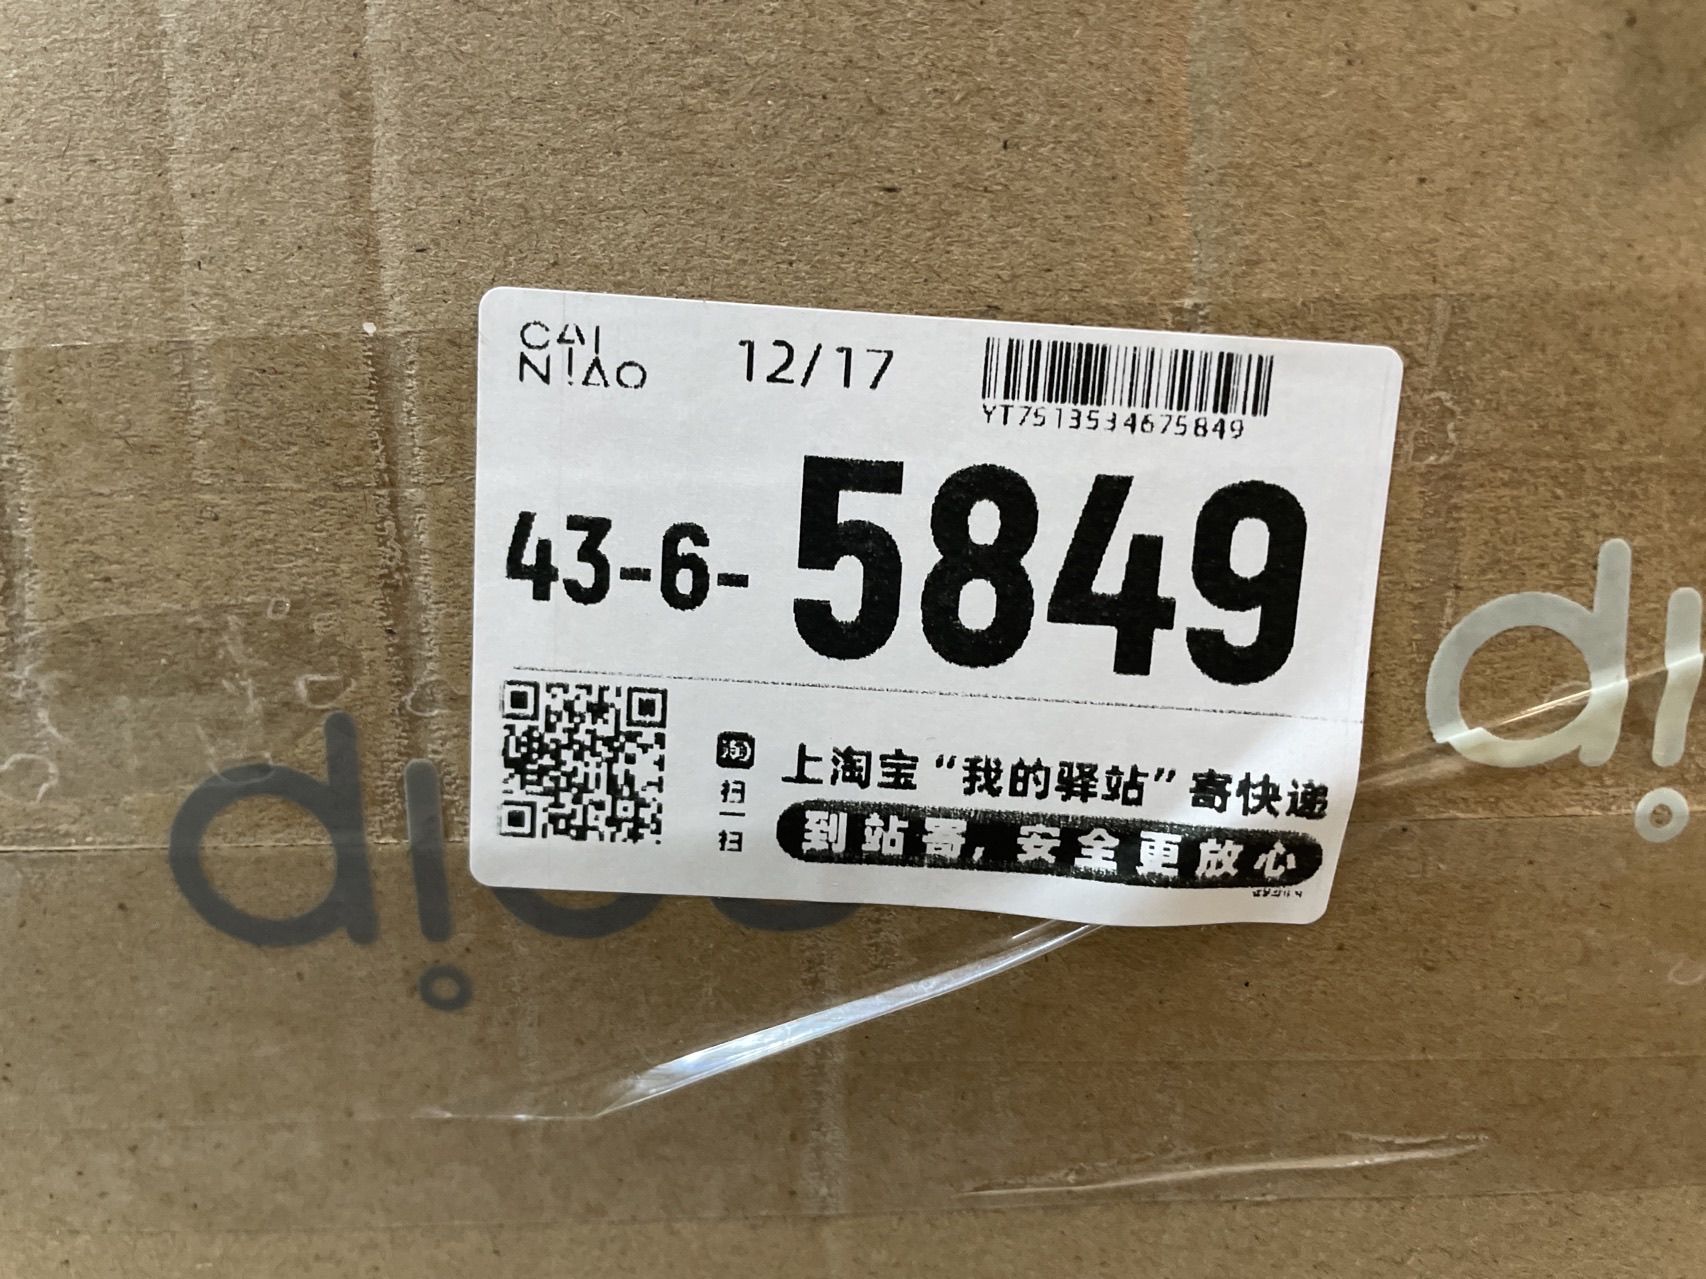 CAI
NIAO
12/17
YT7513534675849
43-6-5849
淘
扫一扫
上淘宝“我的驿站”寄快递
到站寄，安全更放心